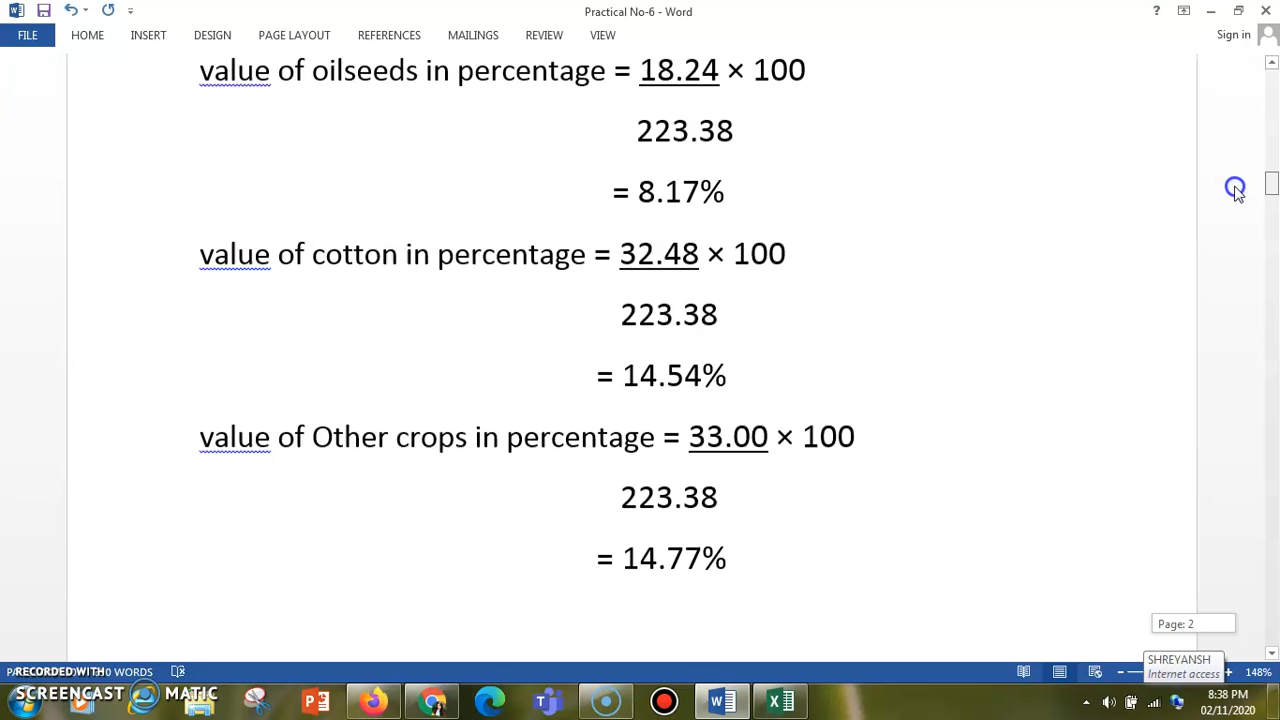 Practical No-6 - Word
?
FILE HOME INSERT DESIGN PAGE LAYOUT REFERENCES MAILINGS REVIEW VIEW Sign in
value of oilseeds in percentage = 18.24 × 100
223.38
= 8.17%
value of cotton in percentage = 32.48 × 100
223.38
= 14.54%
value of Other crops in percentage = 33.00 × 100
223.38
= 14.77%
Page: 2
SHREYANSH
Internet access
WORDS 148%
RECORDED WITH
SCREENCAST MATIC
8:38 PM
02/11/2020